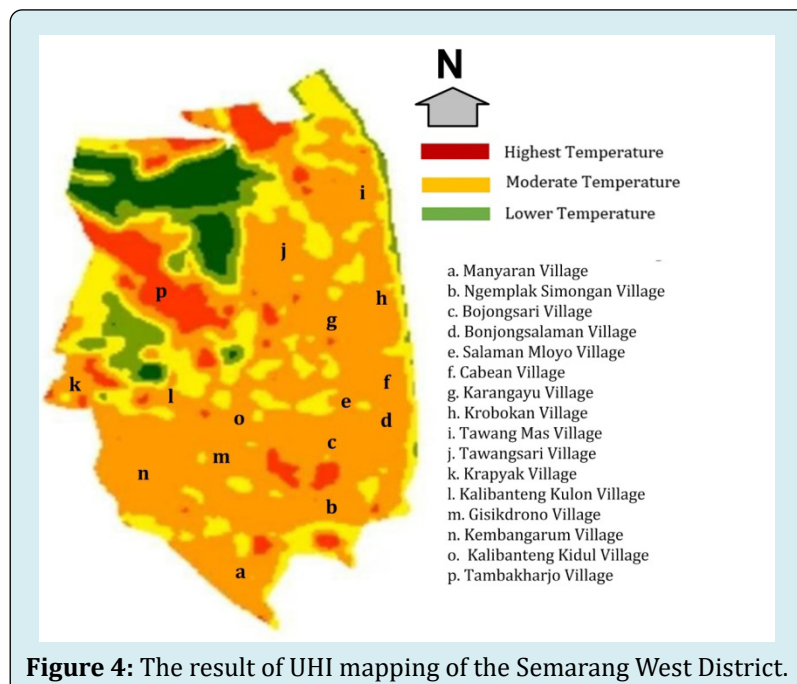 N
Highest Temperature
Moderate Temperature
Lower Temperature
i
j
p
h
g
k
l
f
e
o
d
c
m
n
b
a
a. Manyaran Village
b. Ngemplak Simongan Village
c. Bojongsari Village
d. Bonjongsalaman Village
e. Salaman Mloyo Village
f. Cabean Village
g. Karangayu Village
h. Krobokan Village
i. Tawang Mas Village
j. Tawangsari Village
k. Krapyak Village
l. Kalibanteng Kulon Village
m. Gisikdrono Village
n. Kembangarum Village
o. Kalibanteng Kidul Village
p. Tambakharjo Village
Figure 4: The result of UHI mapping of the Semarang West District.